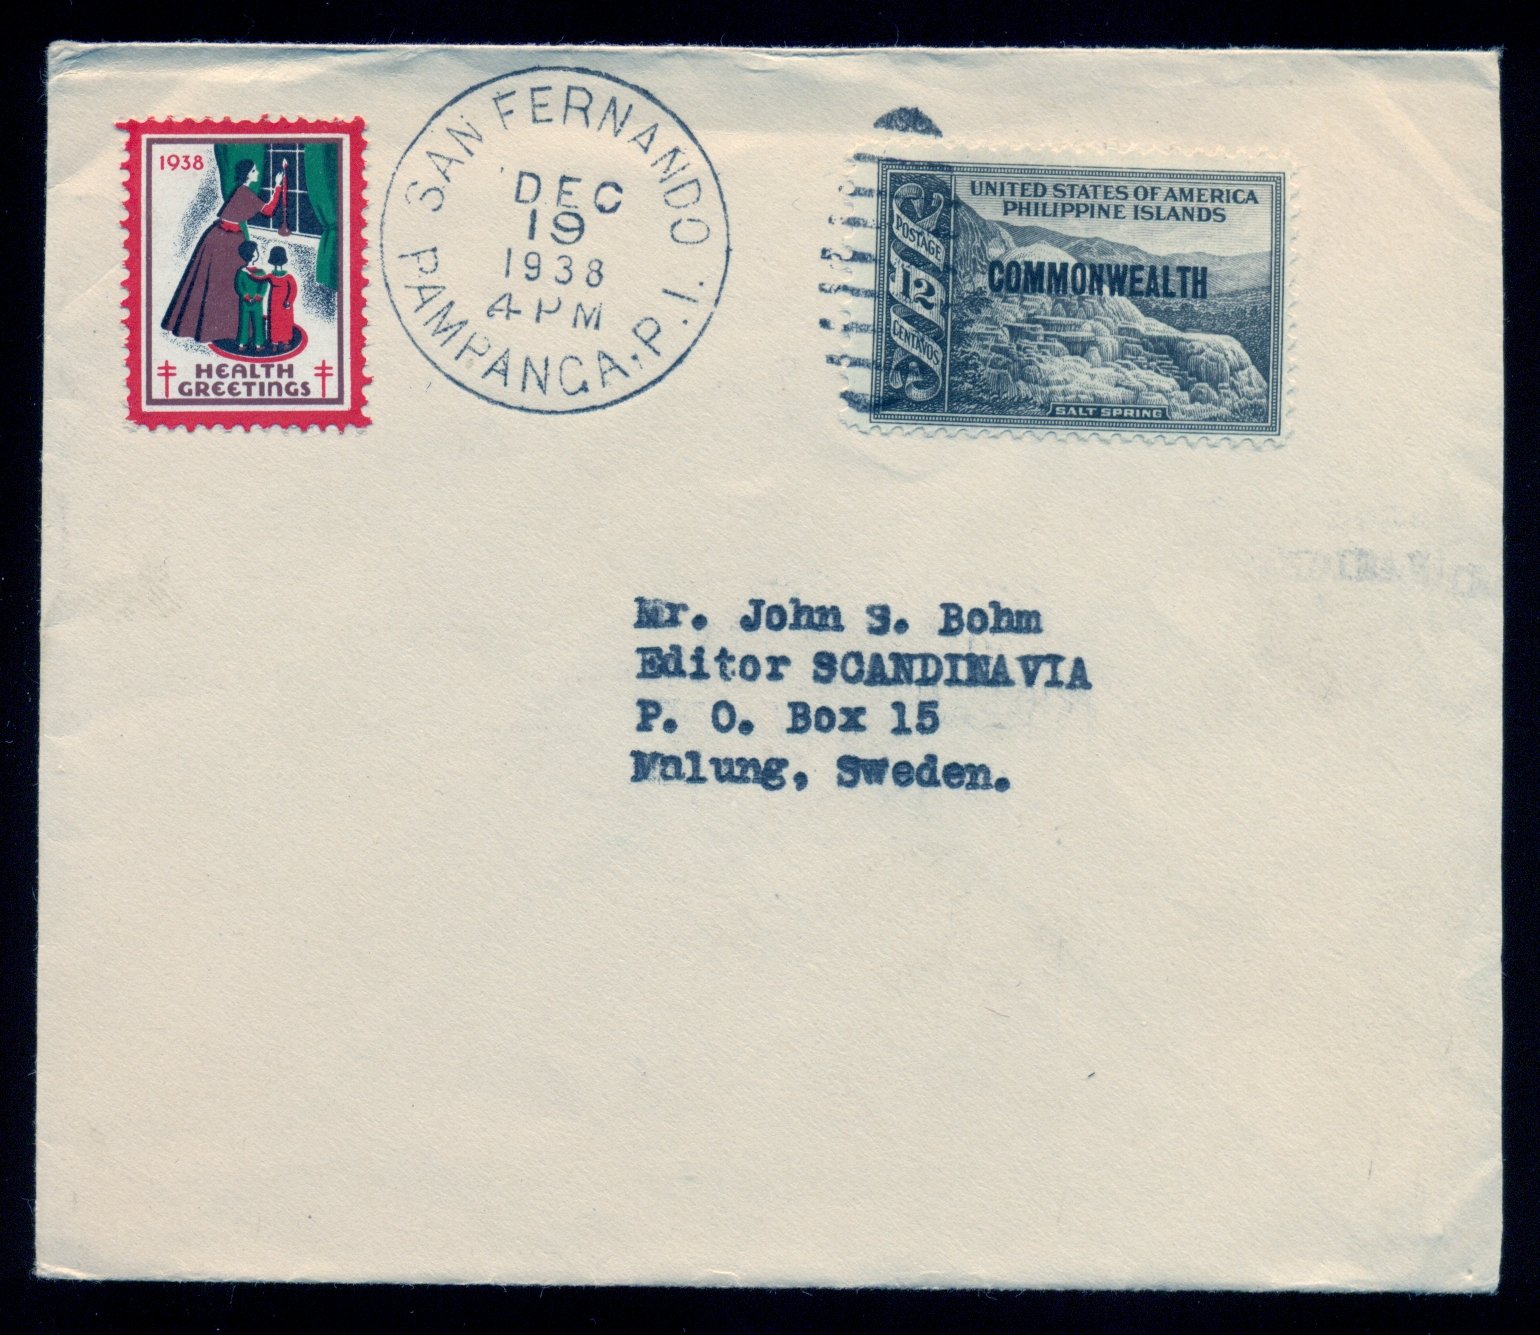 1938
HEALTH
GREETINGS
SAN FERNANDO
DEC
19
1938
4 PM
PAMPANGA, P.I.
UNITED STATES OF AMERICA
PHILIPPINE ISLANDS
COMMONWEALTH
POSTAGE
12
CENTAVOS
SALT SPRING
Mr. John S. Bohm
Editor SCANDINAVIA
P. O. Box 15
Malung, Sweden.